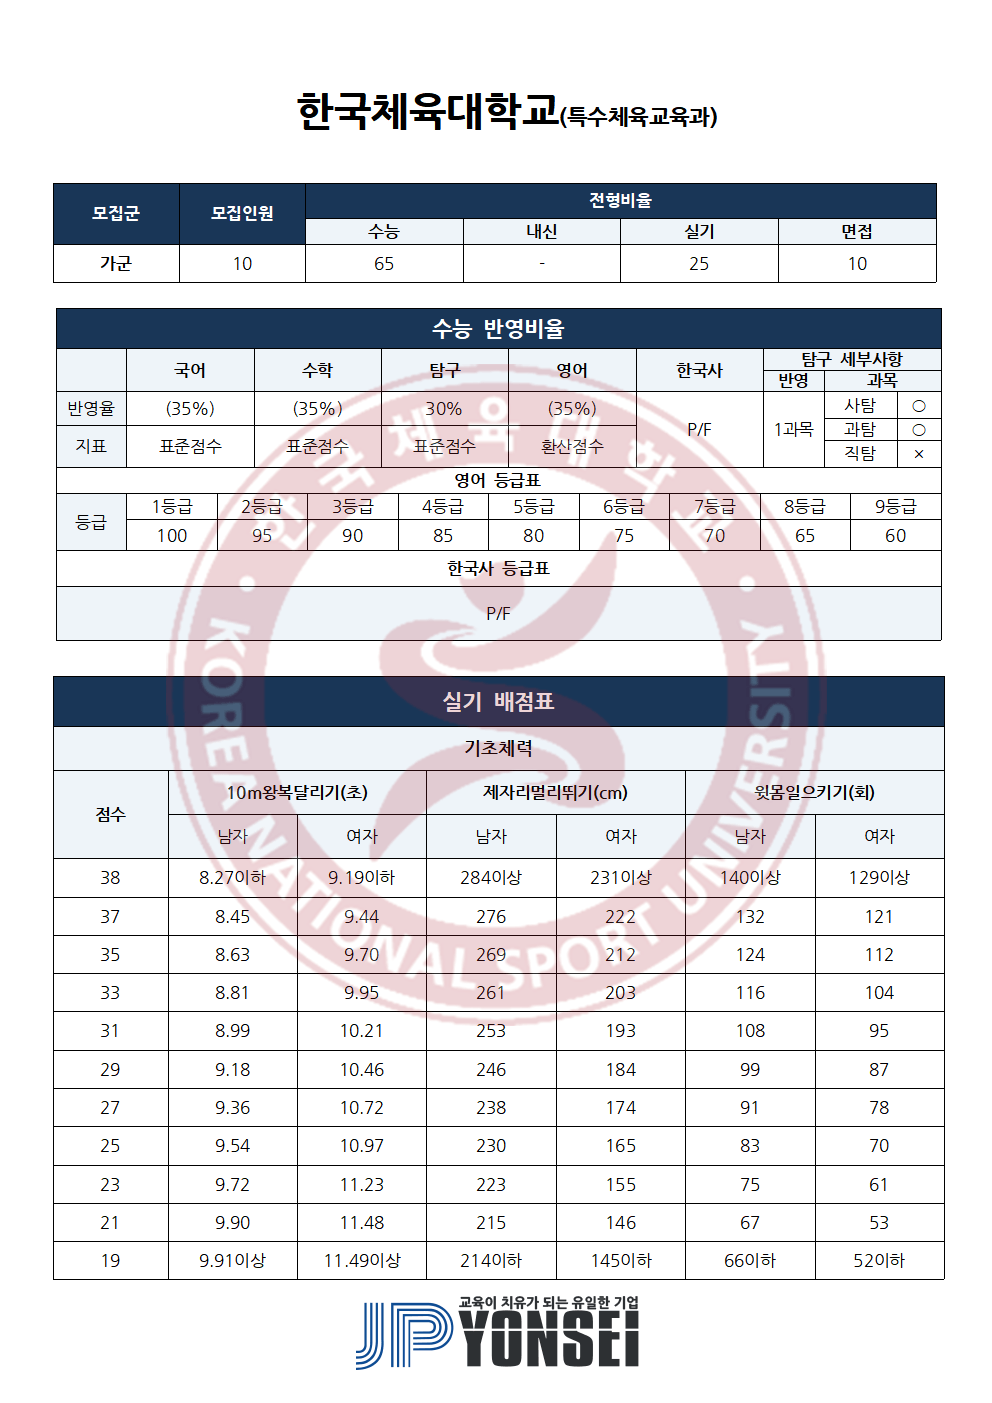 한국체육대학교(특수체육교육과)
모집군 모집인원 전형비율
수능 내신 실기 면접
가군 10 65 - 25 10
수능 반영비율
국어 수학 탐구 영어 한국사 탐구 세부사항
반영 과목
반영율 (35%) (35%) 30% (35%) P/F 1과목 사탐 ○
과탐 ○
지표 표준점수 표준점수 표준점수 환산점수 직탐 ×
영어 등급표
등급 1등급 2등급 3등급 4등급 5등급 6등급 7등급 8등급 9등급
100 95 90 85 80 75 70 65 60
한국사 등급표
P/F
실기 배점표
기초체력
점수 10m왕복달리기(초) 제자리멀리뛰기(cm) 윗몸일으키기(회)
남자 여자 남자 여자 남자 여자
38 8.27이하 9.19이하 284이상 231이상 140이상 129이상
37 8.45 9.44 276 222 132 121
35 8.63 9.70 269 212 124 112
33 8.81 9.95 261 203 116 104
31 8.99 10.21 253 193 108 95
29 9.18 10.46 246 184 99 87
27 9.36 10.72 238 174 91 78
25 9.54 10.97 230 165 83 70
23 9.72 11.23 223 155 75 61
21 9.90 11.48 215 146 67 53
19 9.91이상 11.49이상 214이하 145이하 66이하 52이하
한국체육대학교
KOREA NATIONAL SPORT UNIVERSITY
교육이 치유가 되는 유일한 기업
JP YONSEI